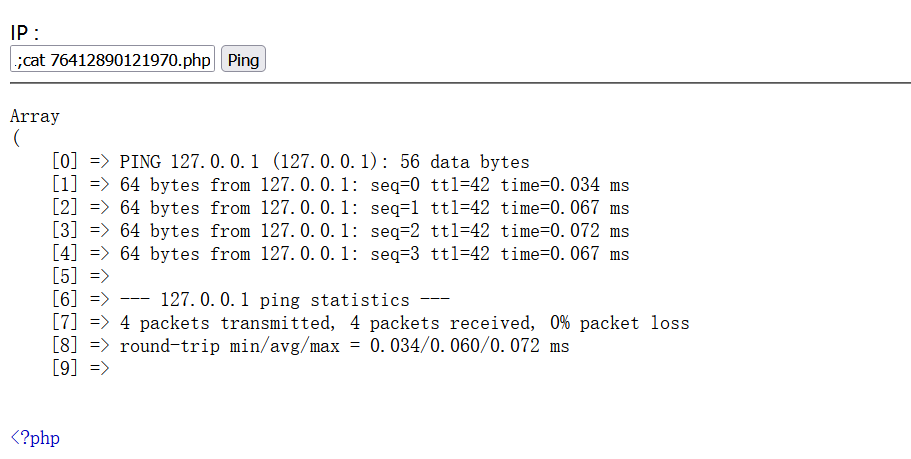 IP :
.;cat 76412890121970.php Ping
Array
(
[0] => PING 127.0.0.1 (127.0.0.1): 56 data bytes
[1] => 64 bytes from 127.0.0.1: seq=0 ttl=42 time=0.034 ms
[2] => 64 bytes from 127.0.0.1: seq=1 ttl=42 time=0.067 ms
[3] => 64 bytes from 127.0.0.1: seq=2 ttl=42 time=0.072 ms
[4] => 64 bytes from 127.0.0.1: seq=3 ttl=42 time=0.067 ms
[5] =>
[6] => --- 127.0.0.1 ping statistics ---
[7] => 4 packets transmitted, 4 packets received, 0% packet loss
[8] => round-trip min/avg/max = 0.034/0.060/0.072 ms
[9] =>
<?php